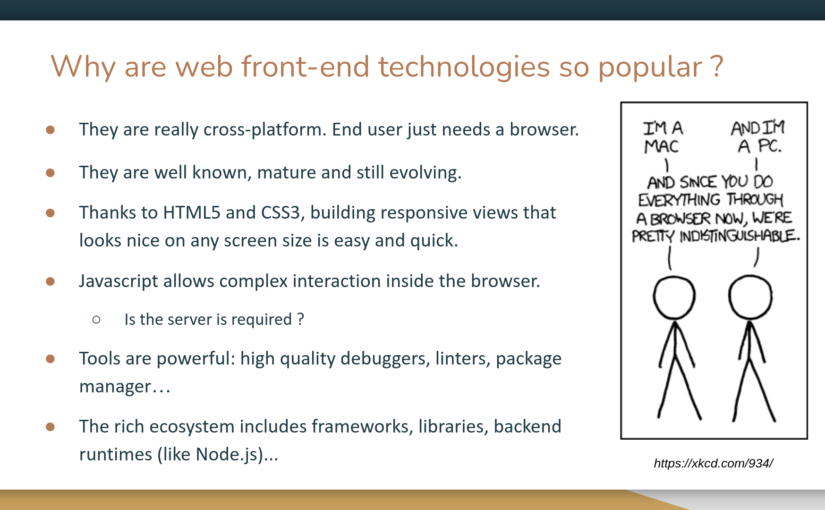 Why are web front-end technologies so popular ?
● They are really cross-platform. End user just needs a browser.
● They are well known, mature and still evolving.
● Thanks to HTML5 and CSS3, building responsive views that
looks nice on any screen size is easy and quick.
● Javascript allows complex interaction inside the browser.
○ Is the server is required ?
● Tools are powerful: high quality debuggers, linters, package
manager…
● The rich ecosystem includes frameworks, libraries, backend
runtimes (like Node.js)...
I'M A
MAC
AND I'M
A PC.
AND SINCE YOU DO
EVERYTHING THROUGH
A BROWSER NOW, WE'RE
PRETTY INDISTINGUISHABLE.
https://xkcd.com/934/